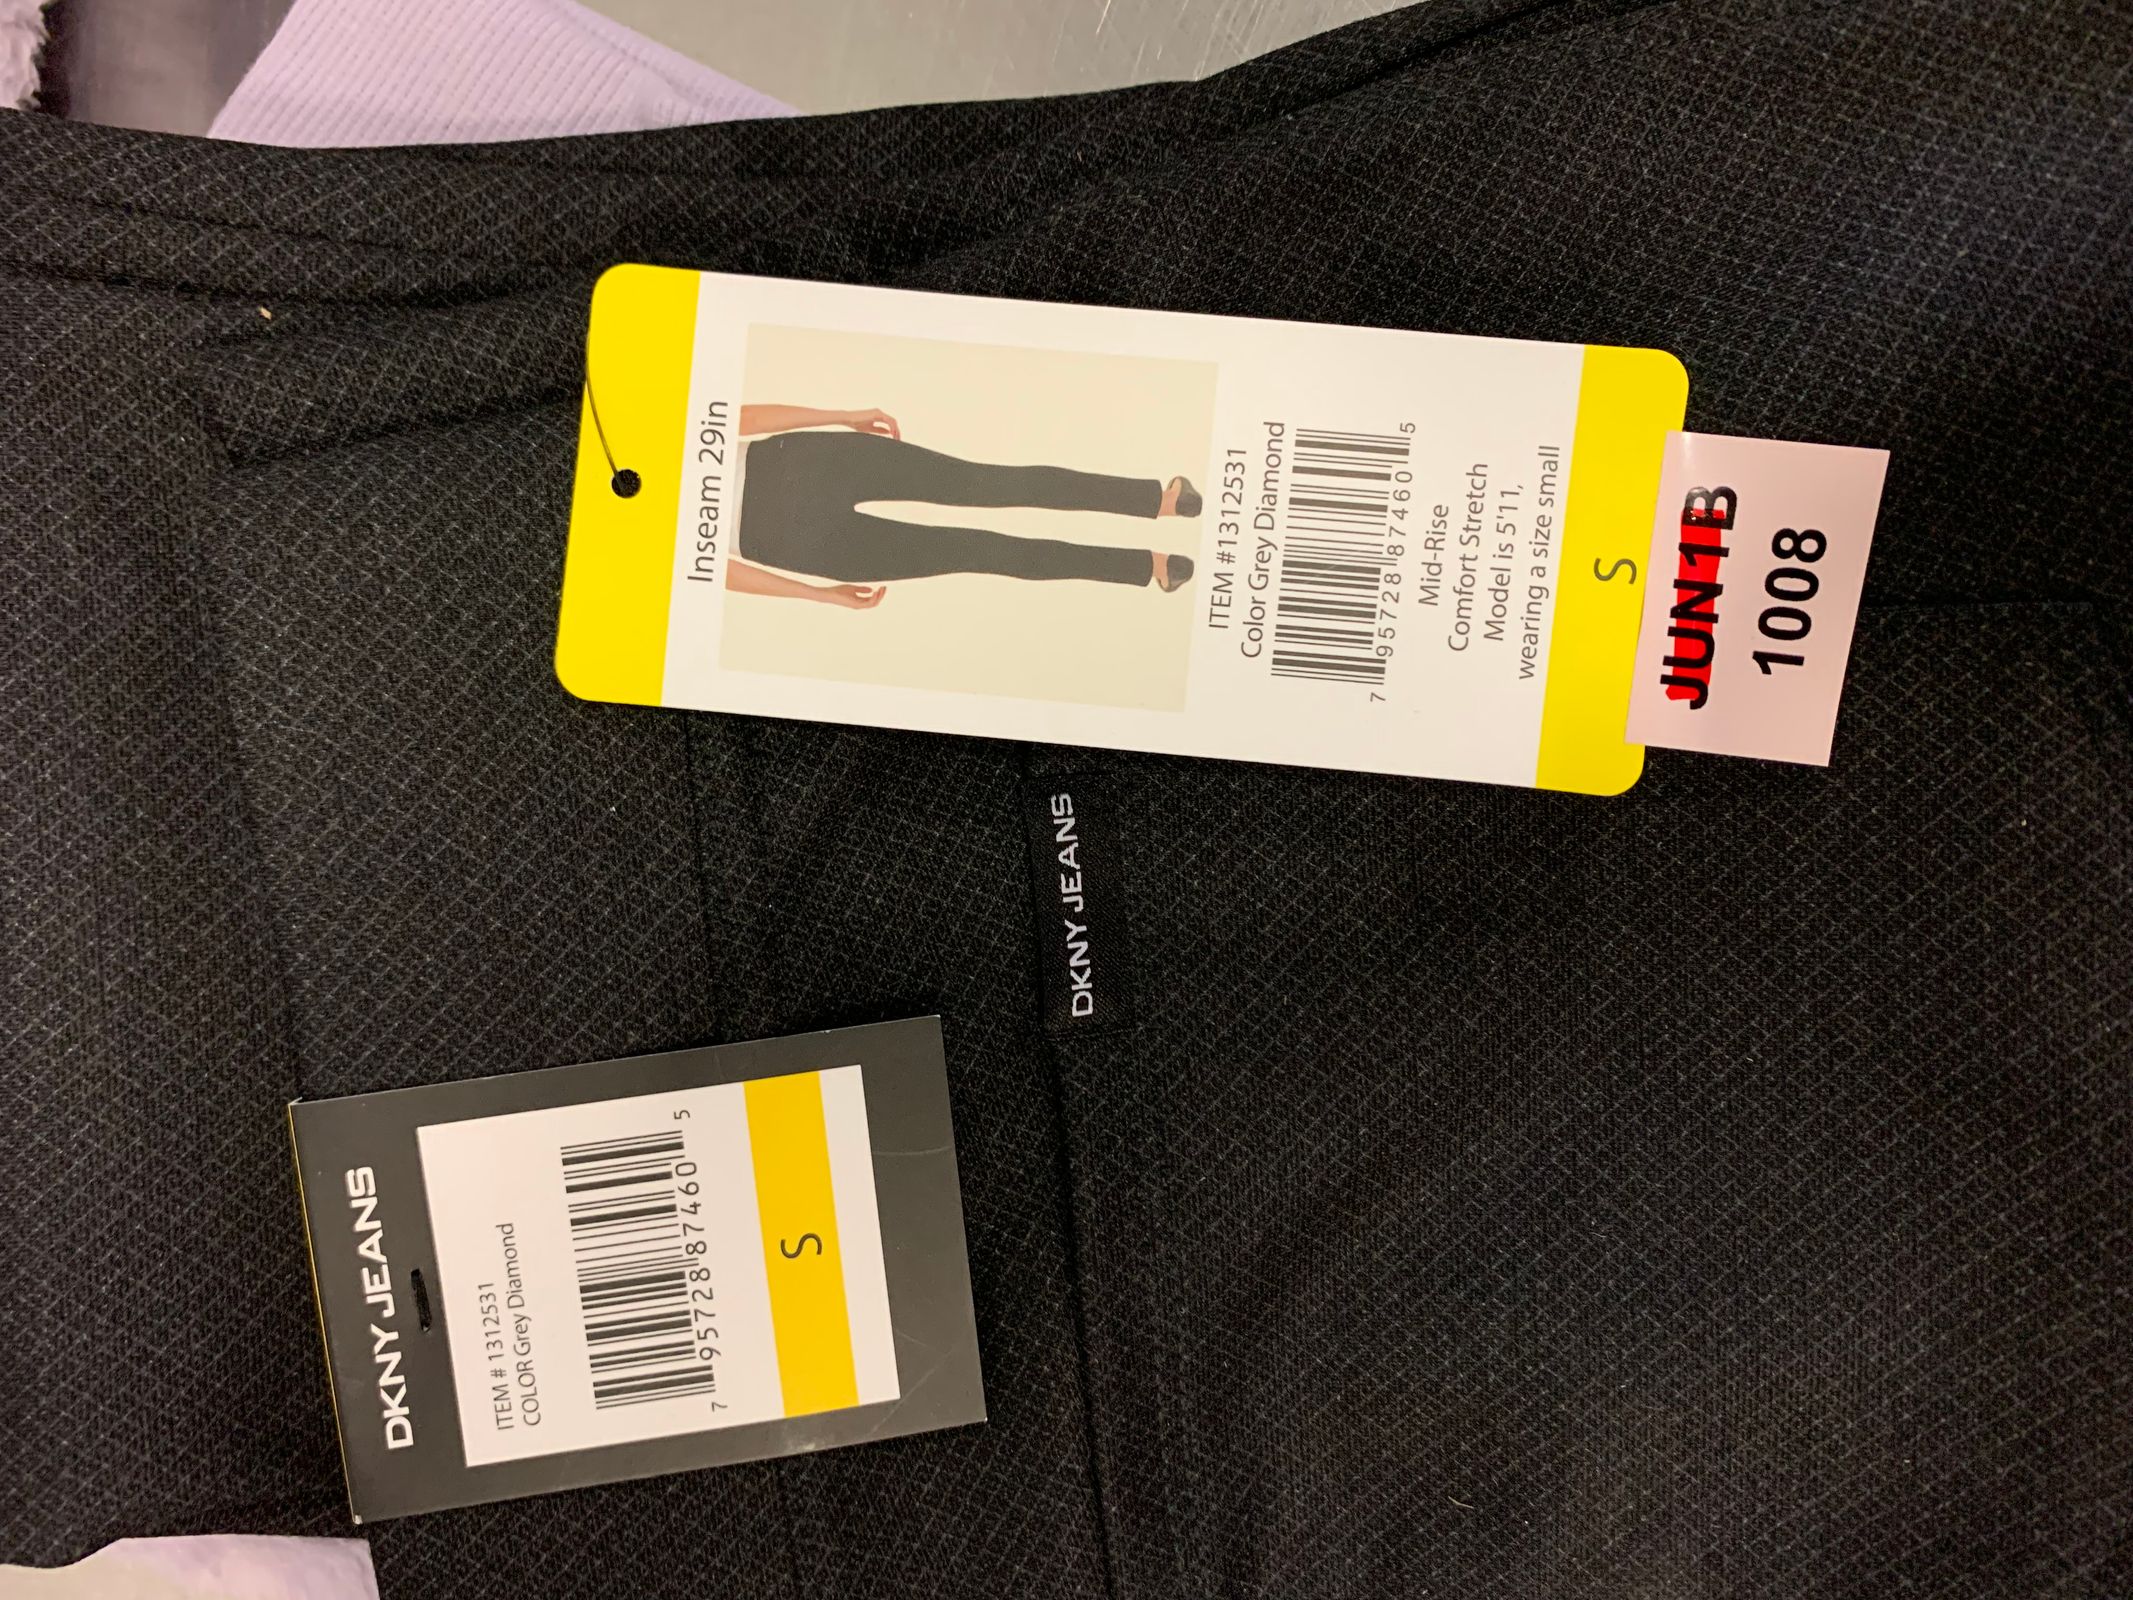 Inseam 29in
ITEM #1312531
Color Grey Diamond
7 95728 87460 5
Mid-Rise
Comfort Stretch
Model is 5'11,
wearing a size small
S
JUN1B
1008
DKNY JEANS
DKNY JEANS
ITEM # 1312531
COLOR Grey Diamond
7 95728 87460 5
S